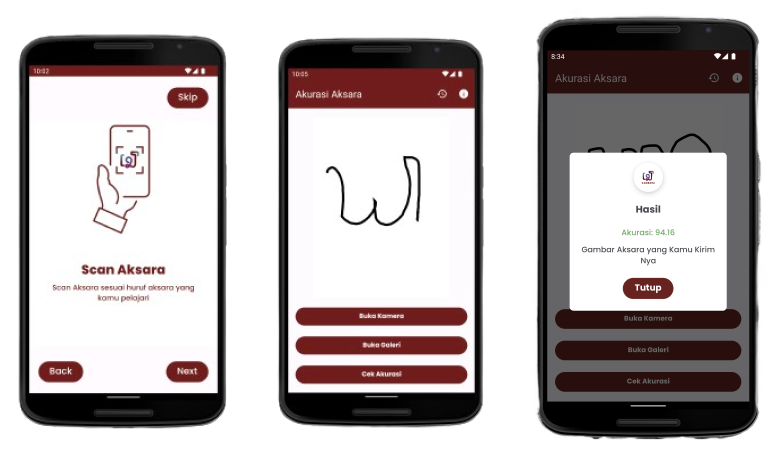 10:02
Skip
Scan Aksara
Scan Aksara sesuai huruf aksara yang
kamu pelajari
Back
Next
10:05
Akurasi Aksara
Buka Kamera
Buka Galeri
Cek Akurasi
8:34
Akurasi Aksara
Hasil
Akurasi: 94.16
Gambar Aksara yang Kamu Kirim
Nya
Tutup
Buka Kamera
Buka Galeri
Cek Akurasi